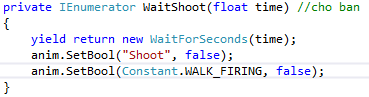 private IEnumerator WaitShoot(float time) //cho ban
{
yield return new WaitForSeconds(time);
anim.SetBool("Shoot", false);
anim.SetBool(Constant.WALK_FIRING, false);
}